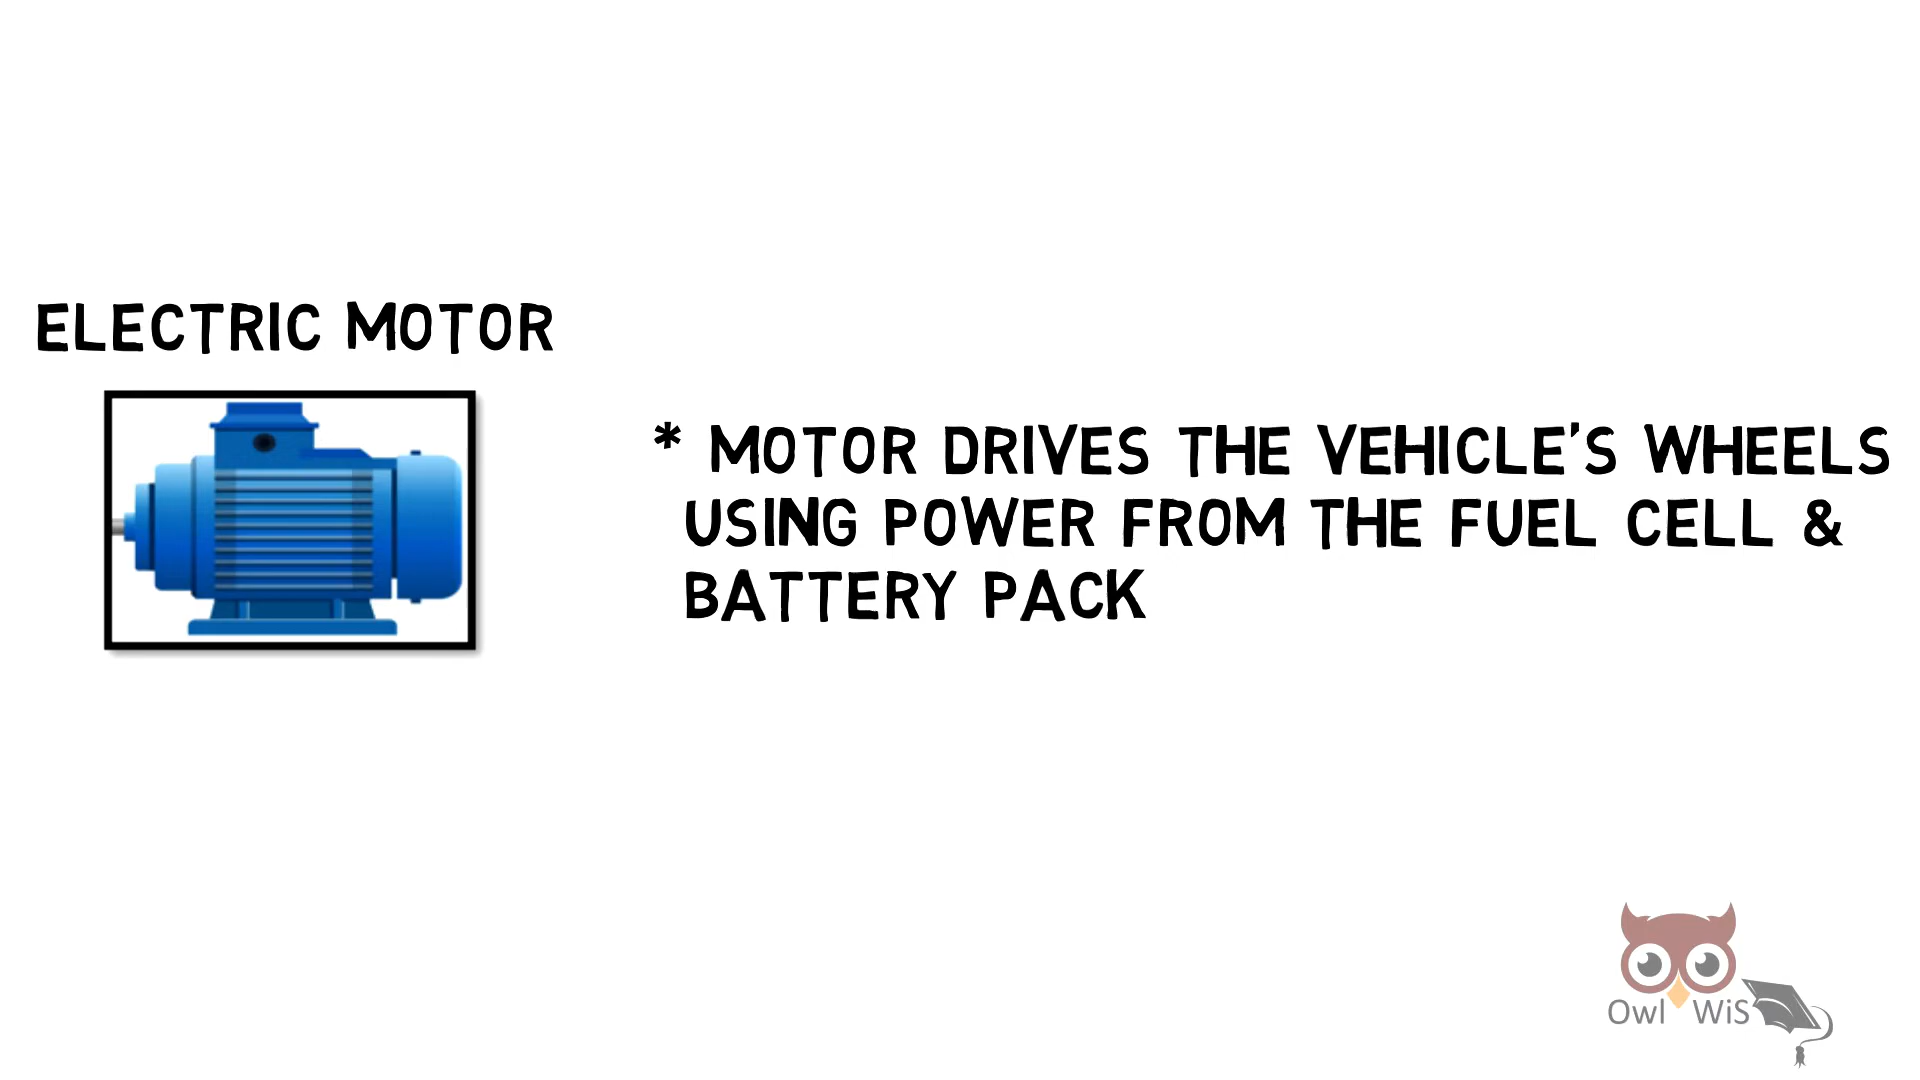 ELECTRIC MOTOR
* MOTOR DRIVES THE VEHICLE'S WHEELS
USING POWER FROM THE FUEL CELL &
BATTERY PACK
Owl WiS